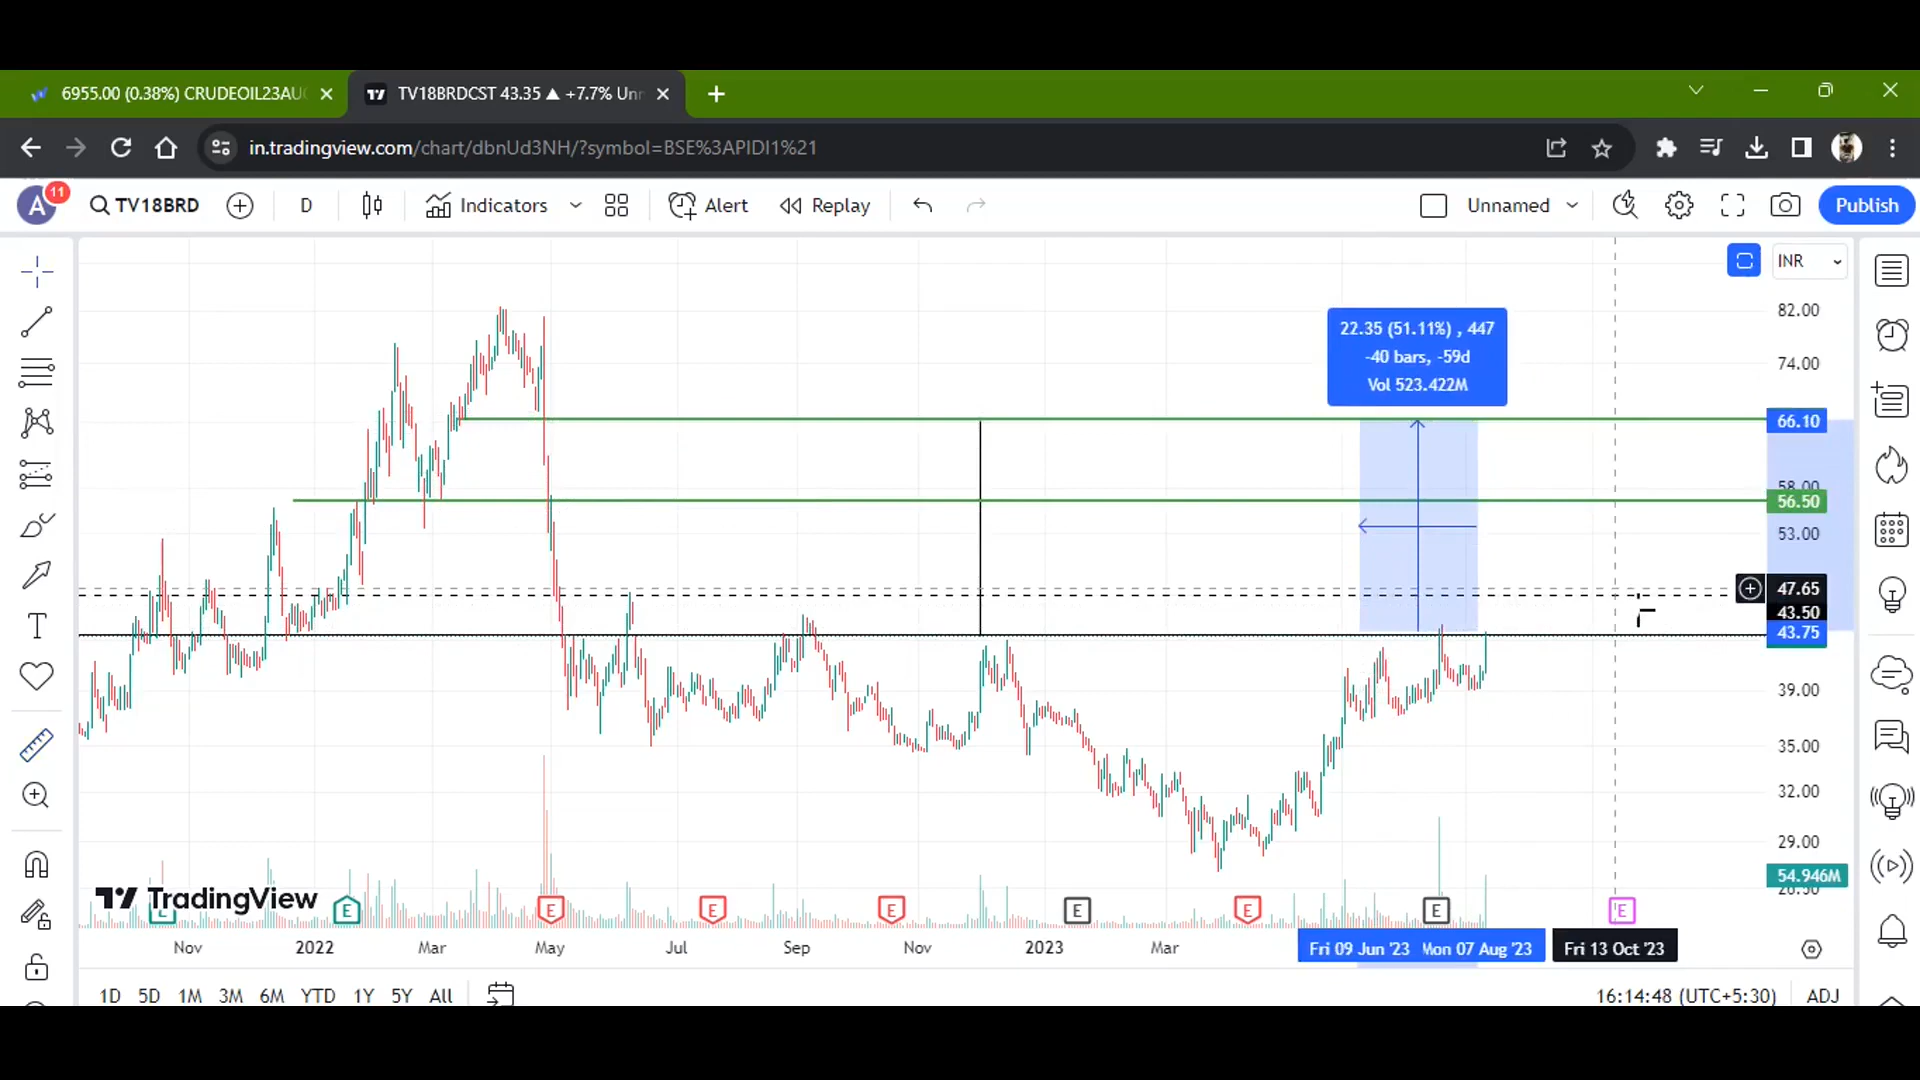 6955.00 (0.38%) CRUDEOIL23AU
TV18BRDCST 43.35 ▲ +7.7% Unn
in.tradingview.com/chart/dbnUd3NH/?symbol=BSE%3APIDI1%21
A 11 TV18BRD D Indicators Alert Replay Unnamed Publish
INR
82.00
22.35 (51.11%) , 447
-40 bars, -59d
Vol 523.422M
74.00
66.10
58.00
56.50
53.00
47.65
43.50
43.75
39.00
35.00
32.00
29.00
54.946M
TradingView
E E E E E E E E
Nov 2022 Mar May Jul Sep Nov 2023 Mar Fri 09 Jun '23 Mon 07 Aug '23 Fri 13 Oct '23
1D 5D 1M 3M 6M YTD 1Y 5Y All 16:14:48 (UTC+5:30) ADJ